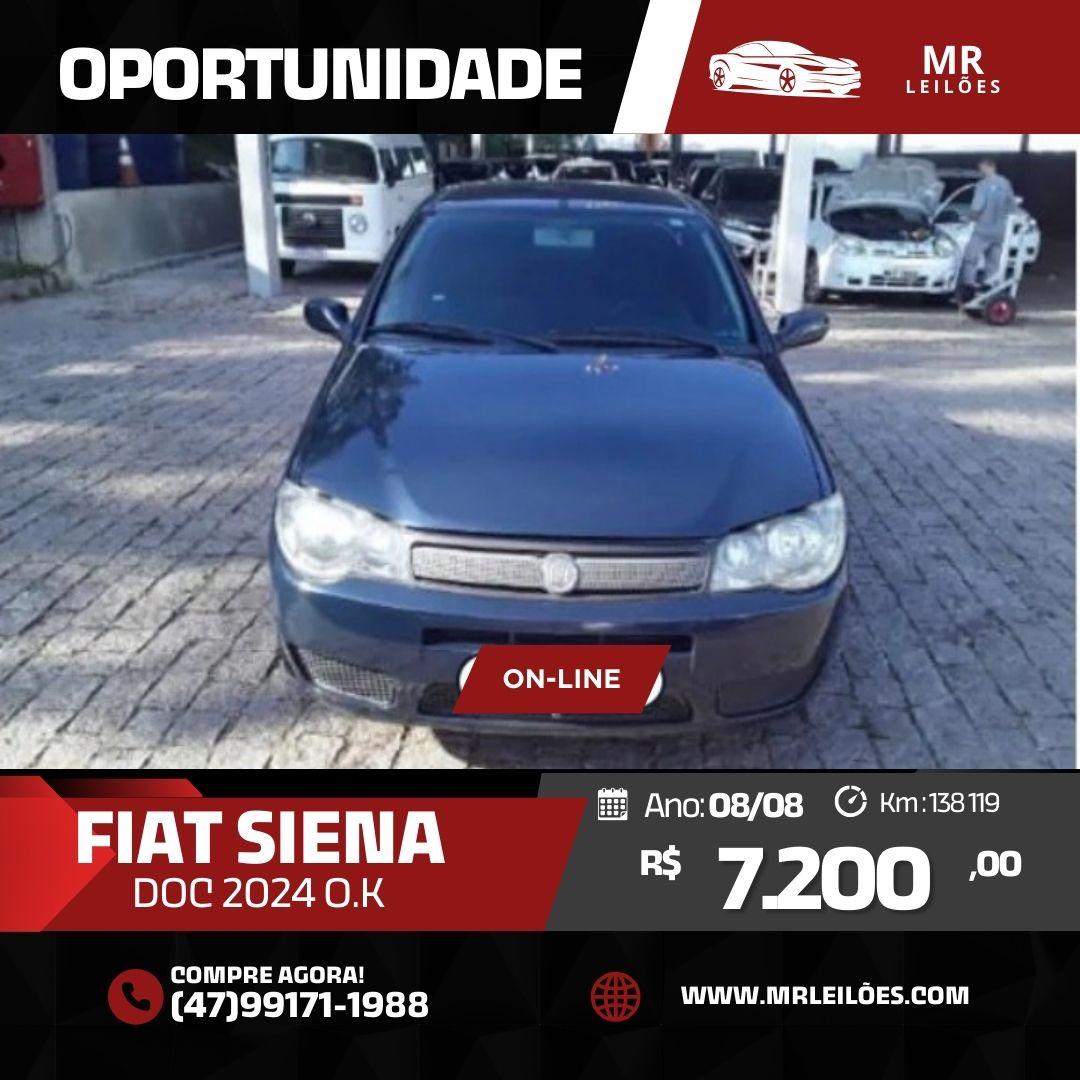 OPORTUNIDADE
MR
LEILÕES
ON-LINE
FIAT SIENA
DOC 2024 O.K
Ano: 08/08
Km: 138 119
R$ 7.200 ,00
COMPRE AGORA!
(47)99171-1988
WWW.MRLEILÕES.COM